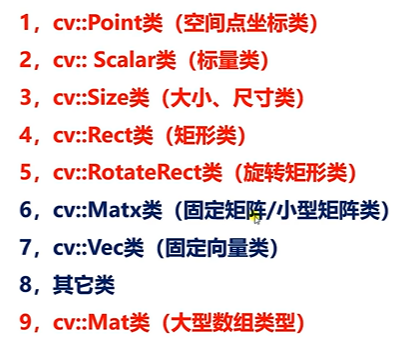 1，cv::Point类（空间点坐标类）
2，cv:: Scalar类（标量类）
3，cv::Size类（大小、尺寸类）
4，cv::Rect类（矩形类）
5，cv::RotateRect类（旋转矩形类）
6，cv::Matx类（固定矩阵/小型矩阵类）
7，cv::Vec类（固定向量类）
8，其它类
9，cv::Mat类（大型数组类型）